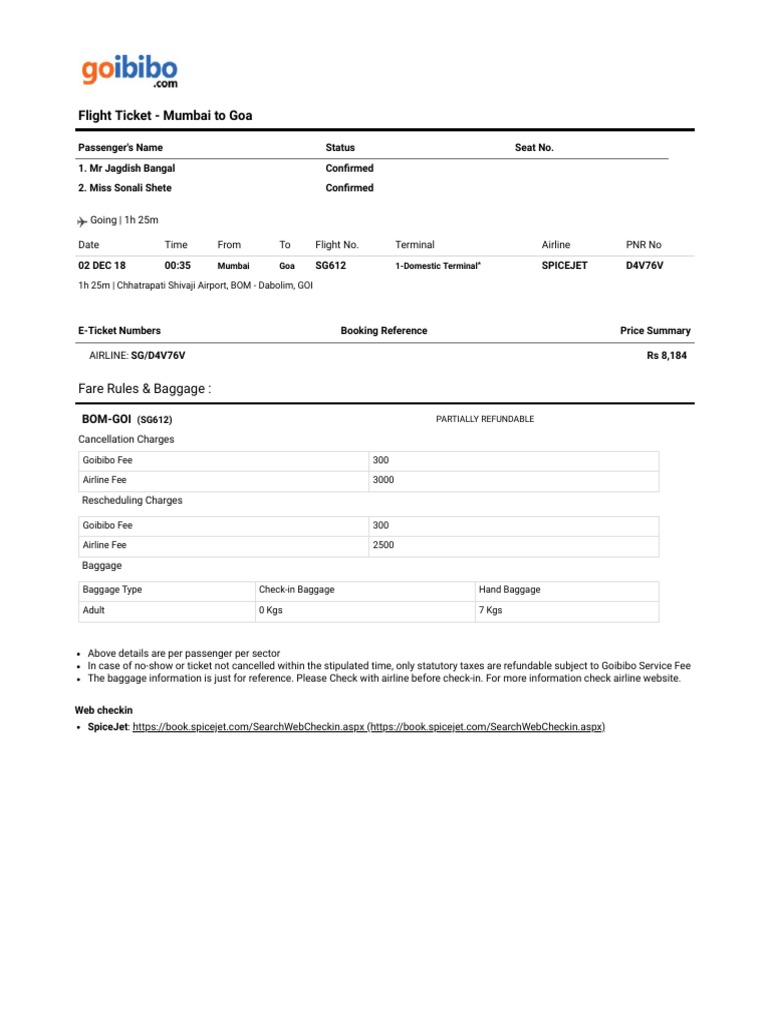 goibibo
.com
Flight Ticket - Mumbai to Goa
Passenger's Name Status Seat No.
1. Mr Jagdish Bangal Confirmed
2. Miss Sonali Shete Confirmed
Going | 1h 25m
Date Time From To Flight No. Terminal Airline PNR No
02 DEC 18 00:35 Mumbai Goa SG612 1-Domestic Terminal* SPICEJET D4V76V
1h 25m | Chhatrapati Shivaji Airport, BOM - Dabolim, GOI
E-Ticket Numbers Booking Reference Price Summary
AIRLINE: SG/D4V76V Rs 8,184
Fare Rules & Baggage :
BOM-GOI (SG612) PARTIALLY REFUNDABLE
Cancellation Charges
Goibibo Fee 300
Airline Fee 3000
Rescheduling Charges
Goibibo Fee 300
Airline Fee 2500
Baggage
Baggage Type Check-in Baggage Hand Baggage
Adult 0 Kgs 7 Kgs
• Above details are per passenger per sector
• In case of no-show or ticket not cancelled within the stipulated time, only statutory taxes are refundable subject to Goibibo Service Fee
• The baggage information is just for reference. Please Check with airline before check-in. For more information check airline website.
Web checkin
• SpiceJet: https://book.spicejet.com/SearchWebCheckin.aspx (https://book.spicejet.com/SearchWebCheckin.aspx)